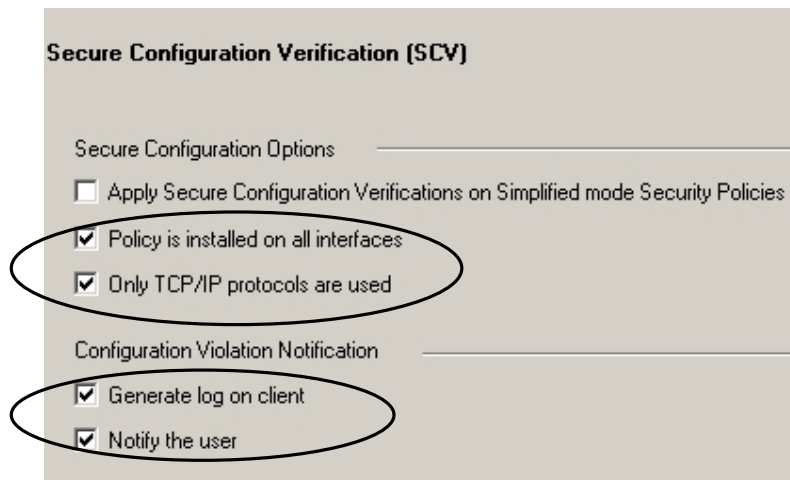 Secure Configuration Verification (SCV)
Secure Configuration Options
Apply Secure Configuration Verifications on Simplified mode Security Policies
Policy is installed on all interfaces
Only TCP/IP protocols are used
Configuration Violation Notification
Generate log on client
Notify the user